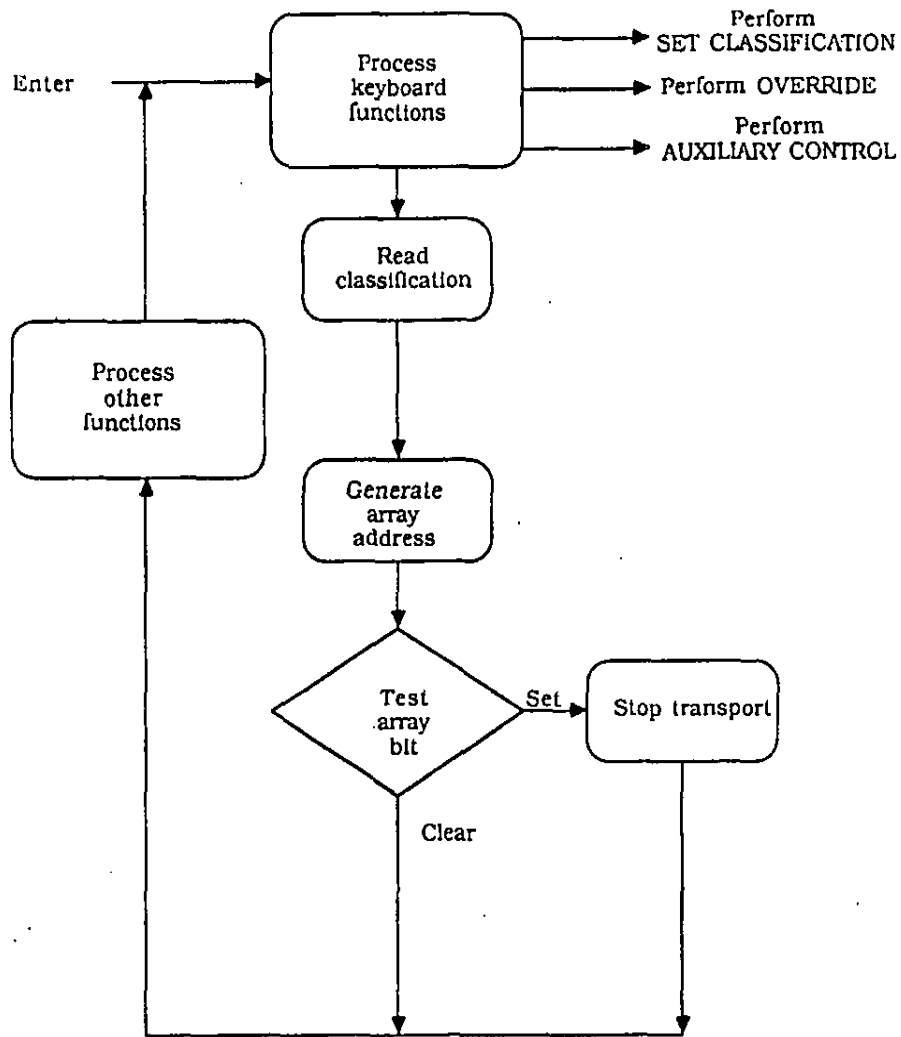 Perform
SET CLASSIFICATION
Enter
Process
keyboard
functions
Perform OVERRIDE
Perform
AUXILIARY CONTROL
Read
classification
Process
other
functions
Generate
array
address
Test
array
bit
Set
Stop transport
Clear